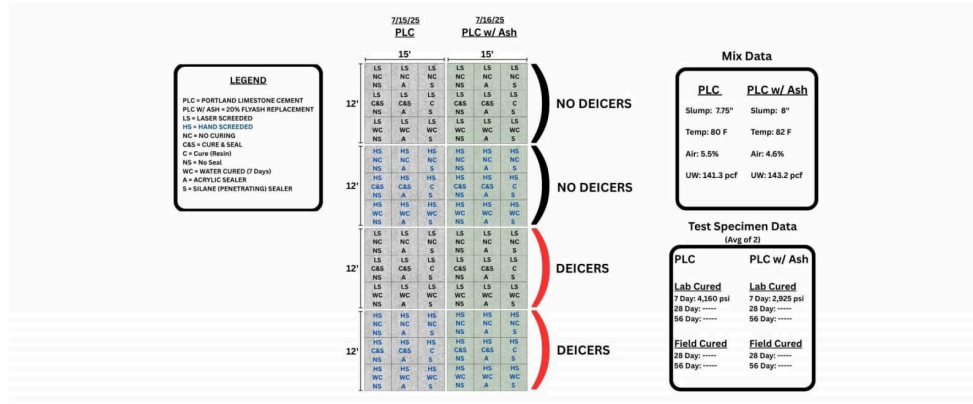 7/15/25 7/16/25
PLC PLC w/ Ash
15' 15'
LEGEND
PLC = PORTLAND LIMESTONE CEMENT
PLC W/ ASH = 20% FLYASH REPLACEMENT
LS = LASER SCREEDED
HS = HAND SCREEDED
NC = NO CURING
C&S = CURE & SEAL
C = Cure (Resin)
NS = No Seal
WC = WATER CURED (7 Days)
A = ACRYLIC SEALER
S = SILANE (PENETRATING) SEALER
12'
LS LS LS LS LS LS
NC NC NC NC NC NC
NS A S NS A S
LS LS LS LS LS LS
C&S C&S C C&S C&S C
NS A S NS A S
LS LS LS LS LS LS
WC WC WC WC WC WC
NS A S NS A S
NO DEICERS
12'
HS HS HS HS HS HS
NC NC NC NC NC NC
NS A S NS A S
HS HS HS HS HS HS
C&S C&S C C&S C&S C
NS A S NS A S
HS HS HS HS HS HS
WC WC WC WC WC WC
NS A S NS A S
NO DEICERS
12'
LS LS LS LS LS LS
NC NC NC NC NC NC
NS A S NS A S
LS LS LS LS LS LS
C&S C&S C C&S C&S C
NS A S NS A S
LS LS LS LS LS LS
WC WC WC WC WC WC
NS A S NS A S
DEICERS
12'
HS HS HS HS HS HS
NC NC NC NC NC NC
NS A S NS A S
HS HS HS HS HS HS
C&S C&S C C&S C&S C
NS A S NS A S
HS HS HS HS HS HS
WC WC WC WC WC WC
NS A S NS A S
DEICERS
Mix Data
PLC PLC w/ Ash
Slump: 7.75" Slump: 8"
Temp: 80 F Temp: 82 F
Air: 5.5% Air: 4.6%
UW: 141.3 pcf UW: 143.2 pcf
Test Specimen Data
(Avg of 2)
PLC PLC w/ Ash
Lab Cured Lab Cured
7 Day: 4,160 psi 7 Day: 2,925 psi
28 Day: ----- 28 Day: -----
56 Day: ----- 56 Day: -----
Field Cured Field Cured
28 Day: ----- 28 Day: -----
56 Day: ----- 56 Day: -----